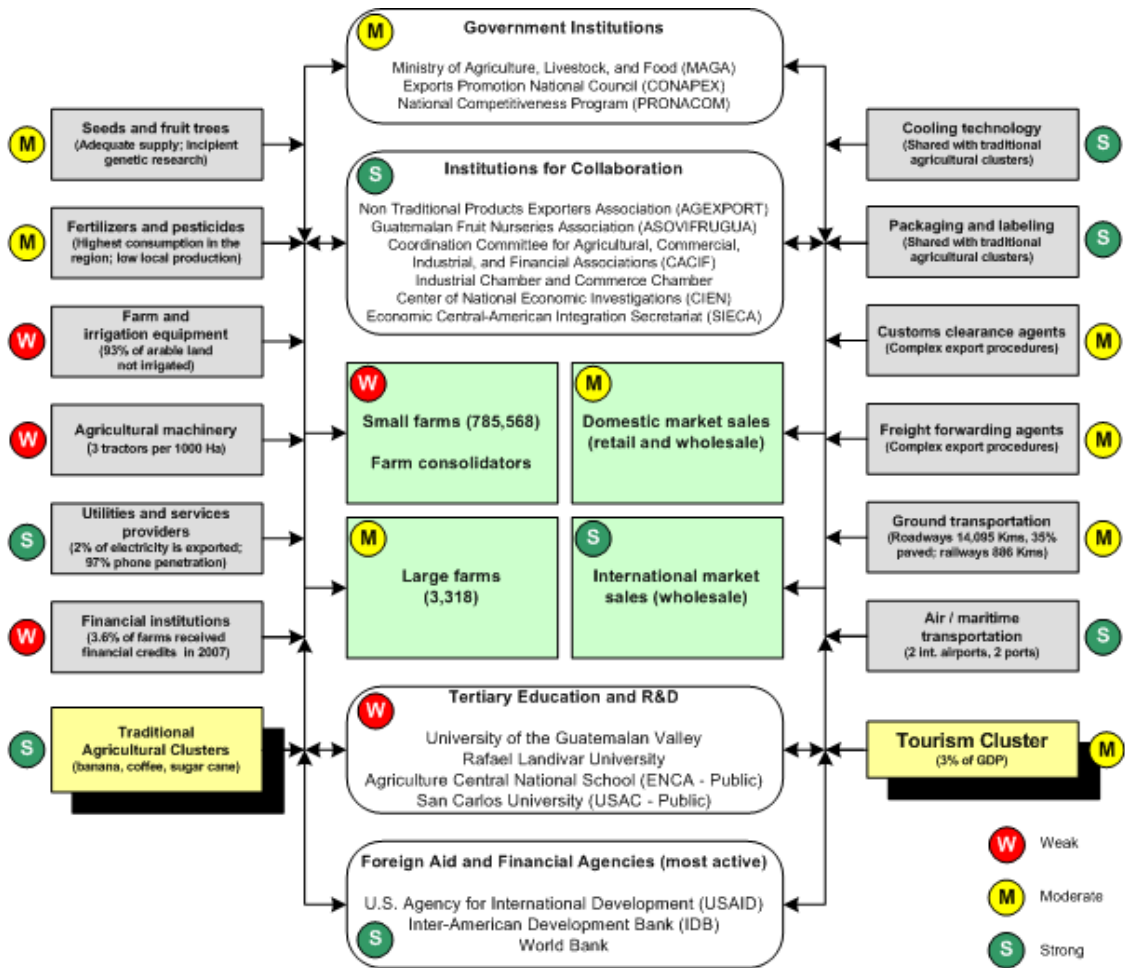 M
Government Institutions
Ministry of Agriculture, Livestock, and Food (MAGA)
Exports Promotion National Council (CONAPEX)
National Competitiveness Program (PRONACOM)
M
Seeds and fruit trees
(Adequate supply; Incipient
genetic research)
Cooling technology
(Shared with traditional
agricultural clusters)
S
S
Institutions for Collaboration
Non Traditional Products Exporters Association (AGEXPORT)
Guatemalan Fruit Nurseries Association (ASOVIFRUGUA)
Coordination Committee for Agricultural, Commercial,
Industrial, and Financial Associations (CACIF)
Industrial Chamber and Commerce Chamber
Center of National Economic Investigations (CIEN)
Economic Central-American Integration Secretariat (SIECA)
M
Fertilizers and pesticides
(Highest consumption in the
region; low local production)
Packaging and labeling
(Shared with traditional
agricultural clusters)
S
W
Farm and
irrigation equipment
(93% of arable land
not irrigated)
Customs clearance agents
(Complex export procedures)
M
W
Small farms (785,568)
Farm consolidators
M
Domestic market sales
(retail and wholesale)
W
Agricultural machinery
(3 tractors per 1000 Ha)
Freight forwarding agents
(Complex export procedures)
M
S
Utilities and services
providers
(2% of electricity is exported;
97% phone penetration)
M
Large farms
(3,318)
S
International market
sales (wholesale)
Ground transportation
(Roadways 14,095 Kms, 35%
paved; railways 886 Kms)
M
W
Financial institutions
(3.6% of farms received
financial credits in 2007)
Air / maritime
transportation
(2 int. airports, 2 ports)
S
S
Traditional
Agricultural Clusters
(banana, coffee, sugar cane)
W
Tertiary Education and R&D
University of the Guatemalan Valley
Rafael Landivar University
Agriculture Central National School (ENCA - Public)
San Carlos University (USAC - Public)
Tourism Cluster
(3% of GDP)
M
Foreign Aid and Financial Agencies (most active)
U.S. Agency for International Development (USAID)
Inter-American Development Bank (IDB)
World Bank
S
W
Weak
M
Moderate
S
Strong